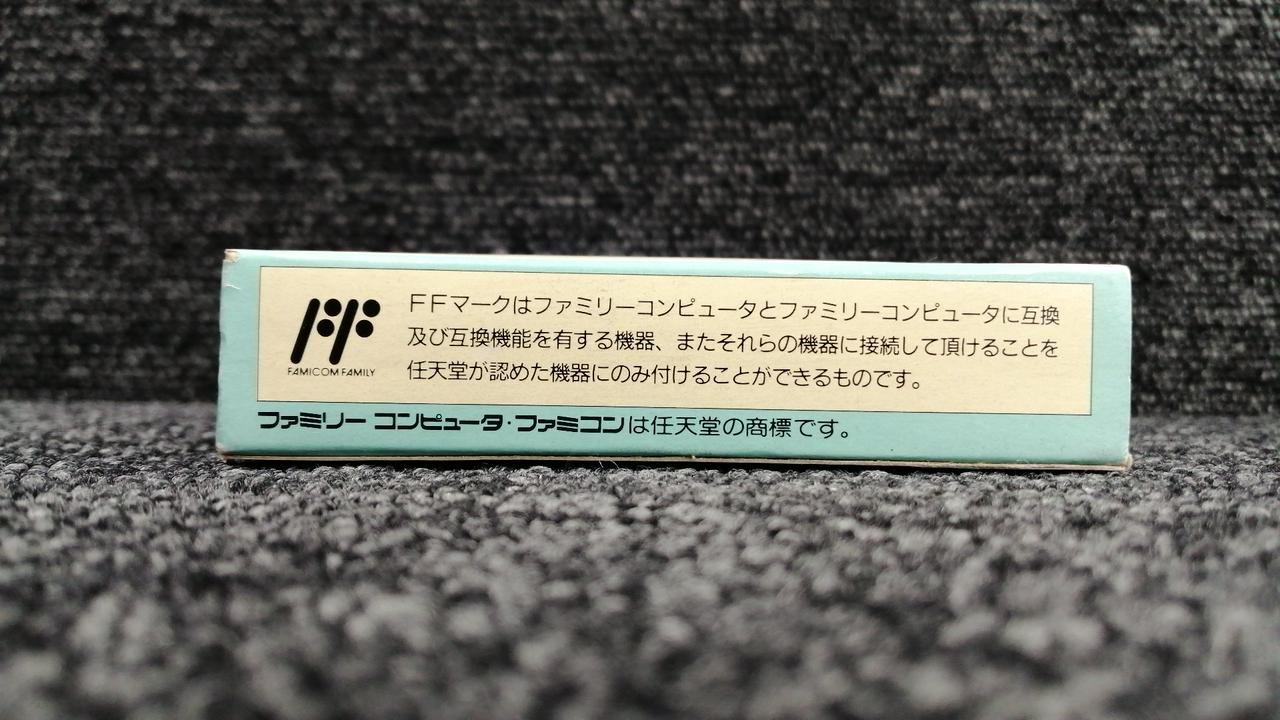 FF
FAMICOM FAMILY
FFマークはファミリーコンピュータとファミリーコンピュータに互換
及び互換機能を有する機器、またそれらの機器に接続して頂けることを
任天堂が認めた機器にのみ付けることができるものです。
ファミリー コンピュータ・ファミコンは任天堂の商標です。